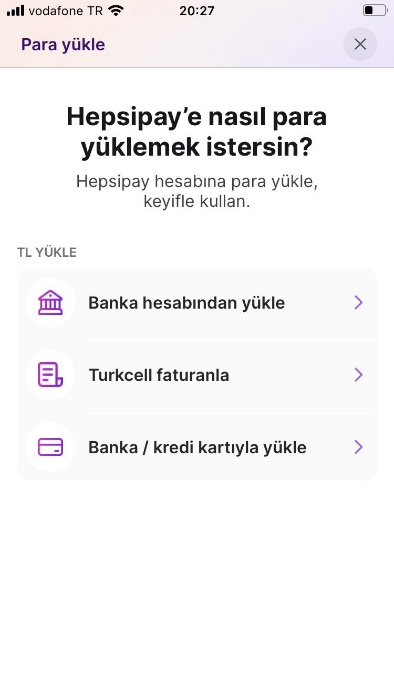 vodafone TR 20:27
Para yükle
Hepsipay’e nasıl para
yüklemek istersin?
Hepsipay hesabına para yükle,
keyifle kullan.
TL YÜKLE
Banka hesabından yükle
Turkcell faturanla
Banka / kredi kartıyla yükle